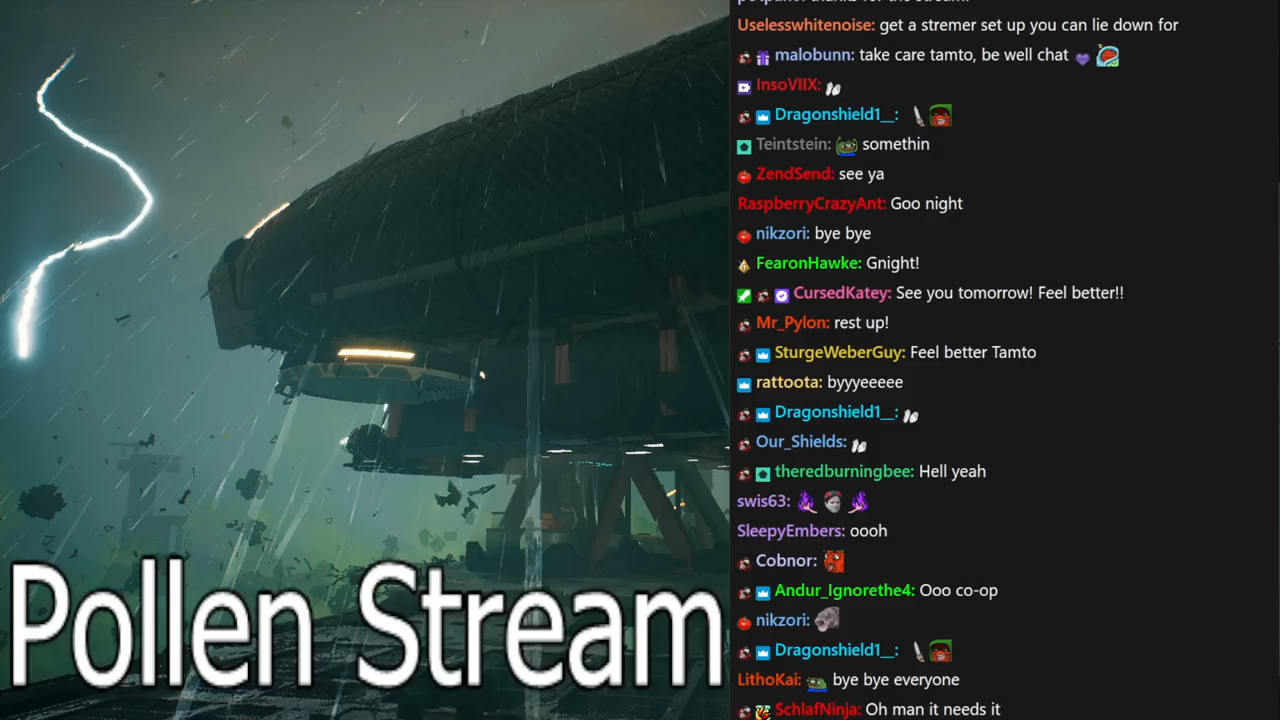 Uselesswhitenoise: get a stremer set up you can lie down for
malobunn: take care tamto, be well chat
InsoVIIX:
Dragonshield1__:
Teintstein: somethin
ZendSend: see ya
RaspberryCrazyAnt: Goo night
nikzori: bye bye
FearonHawke: Gnight!
CursedKatey: See you tomorrow! Feel better!!
Mr_Pylon: rest up!
SturgeWeberGuy: Feel better Tamto
rattoota: byyyeeeee
Dragonshield1__:
Our_Shields:
theredburningbee: Hell yeah
swis63:
SleepyEmbers: oooh
Cobnor:
Andur_Ignorethe4: Ooo co-op
nikzori:
Dragonshield1__:
LithoKai: bye bye everyone
SchlafNinja: Oh man it needs it
Pollen Stream